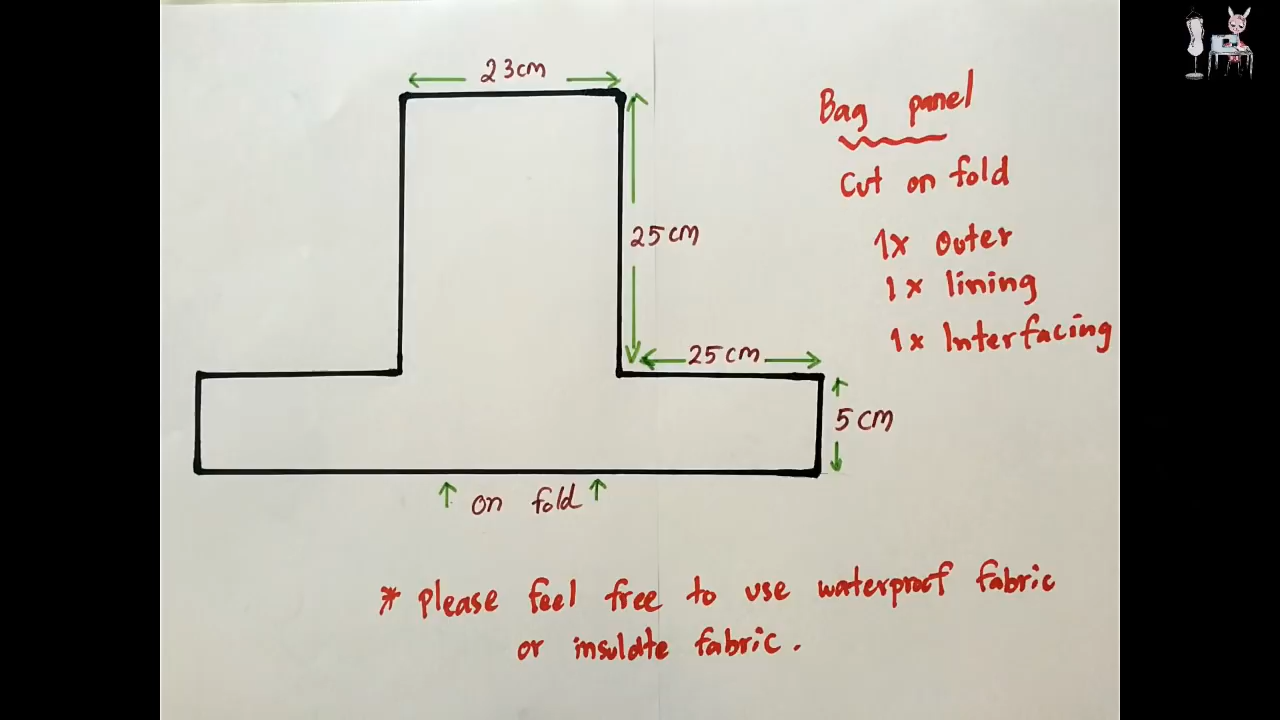 23cm
Bag panel
Cut on fold
25cm
1x outer
1x lining
1x Interfacing
25cm
5cm
on fold
* please feel free to use waterproof fabric
or insulate fabric.